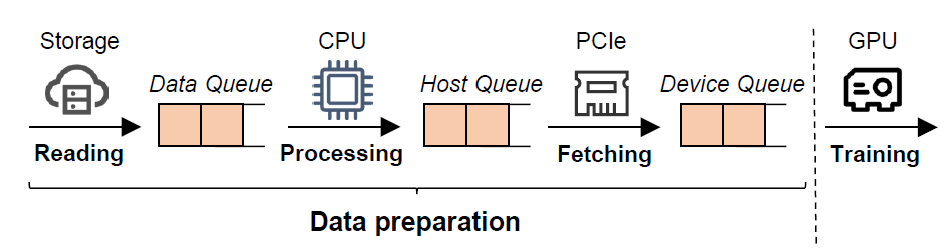 Storage
CPU
PCIe
GPU
Data Queue
Host Queue
Device Queue
Reading
Processing
Fetching
Training
Data preparation